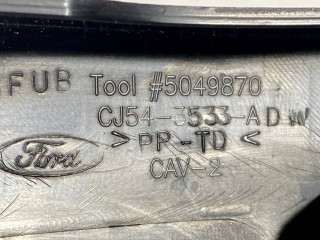 FUB Tool #5049870
CJ54-3533-AD W
>PP-TD<
Ford
CAV-2